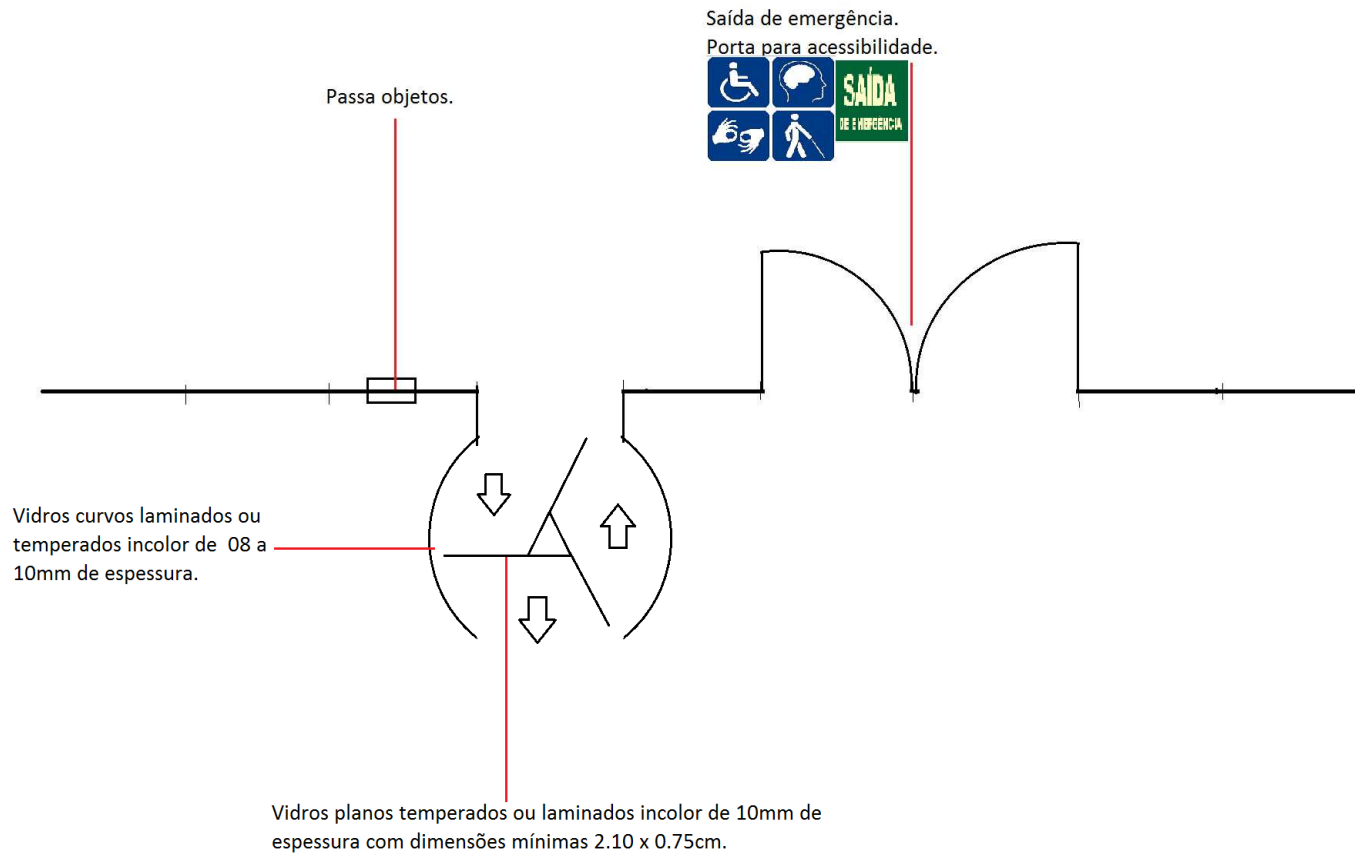 Saída de emergência.
Porta para acessibilidade.
SAÍDA
DE EMERGÊNCIA
Passa objetos.
Vidros curvos laminados ou
temperados incolor de 08 a
10mm de espessura.
Vidros planos temperados ou laminados incolor de 10mm de
espessura com dimensões mínimas 2.10 x 0.75cm.